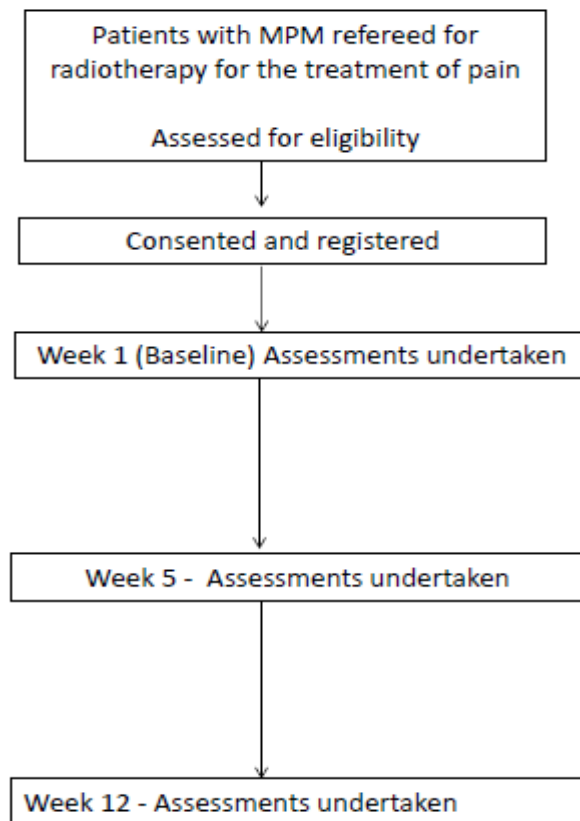 Patients with MPM refereed for
radiotherapy for the treatment of pain
Assessed for eligibility
Consented and registered
Week 1 (Baseline) Assessments undertaken
Week 5 -  Assessments undertaken
Week 12 - Assessments undertaken